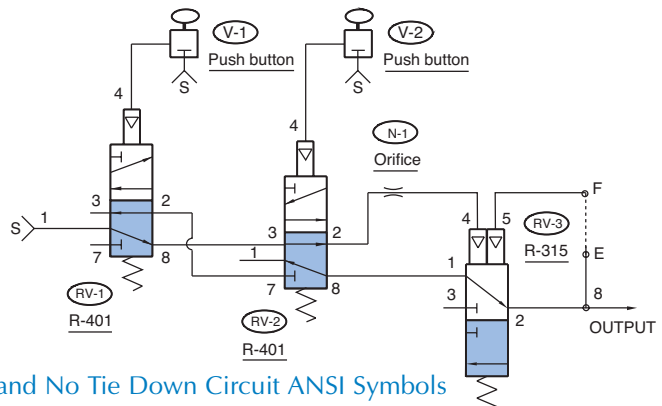 V-1
Push button
S
V-2
Push button
S
4
4
N-1
Orifice
F
4
5
RV-3
R-315
E
S
1
3
2
7
8
3
2
1
7
8
1
3
2
8
OUTPUT
RV-1
R-401
RV-2
R-401
and No Tie Down Circuit ANSI Symbols